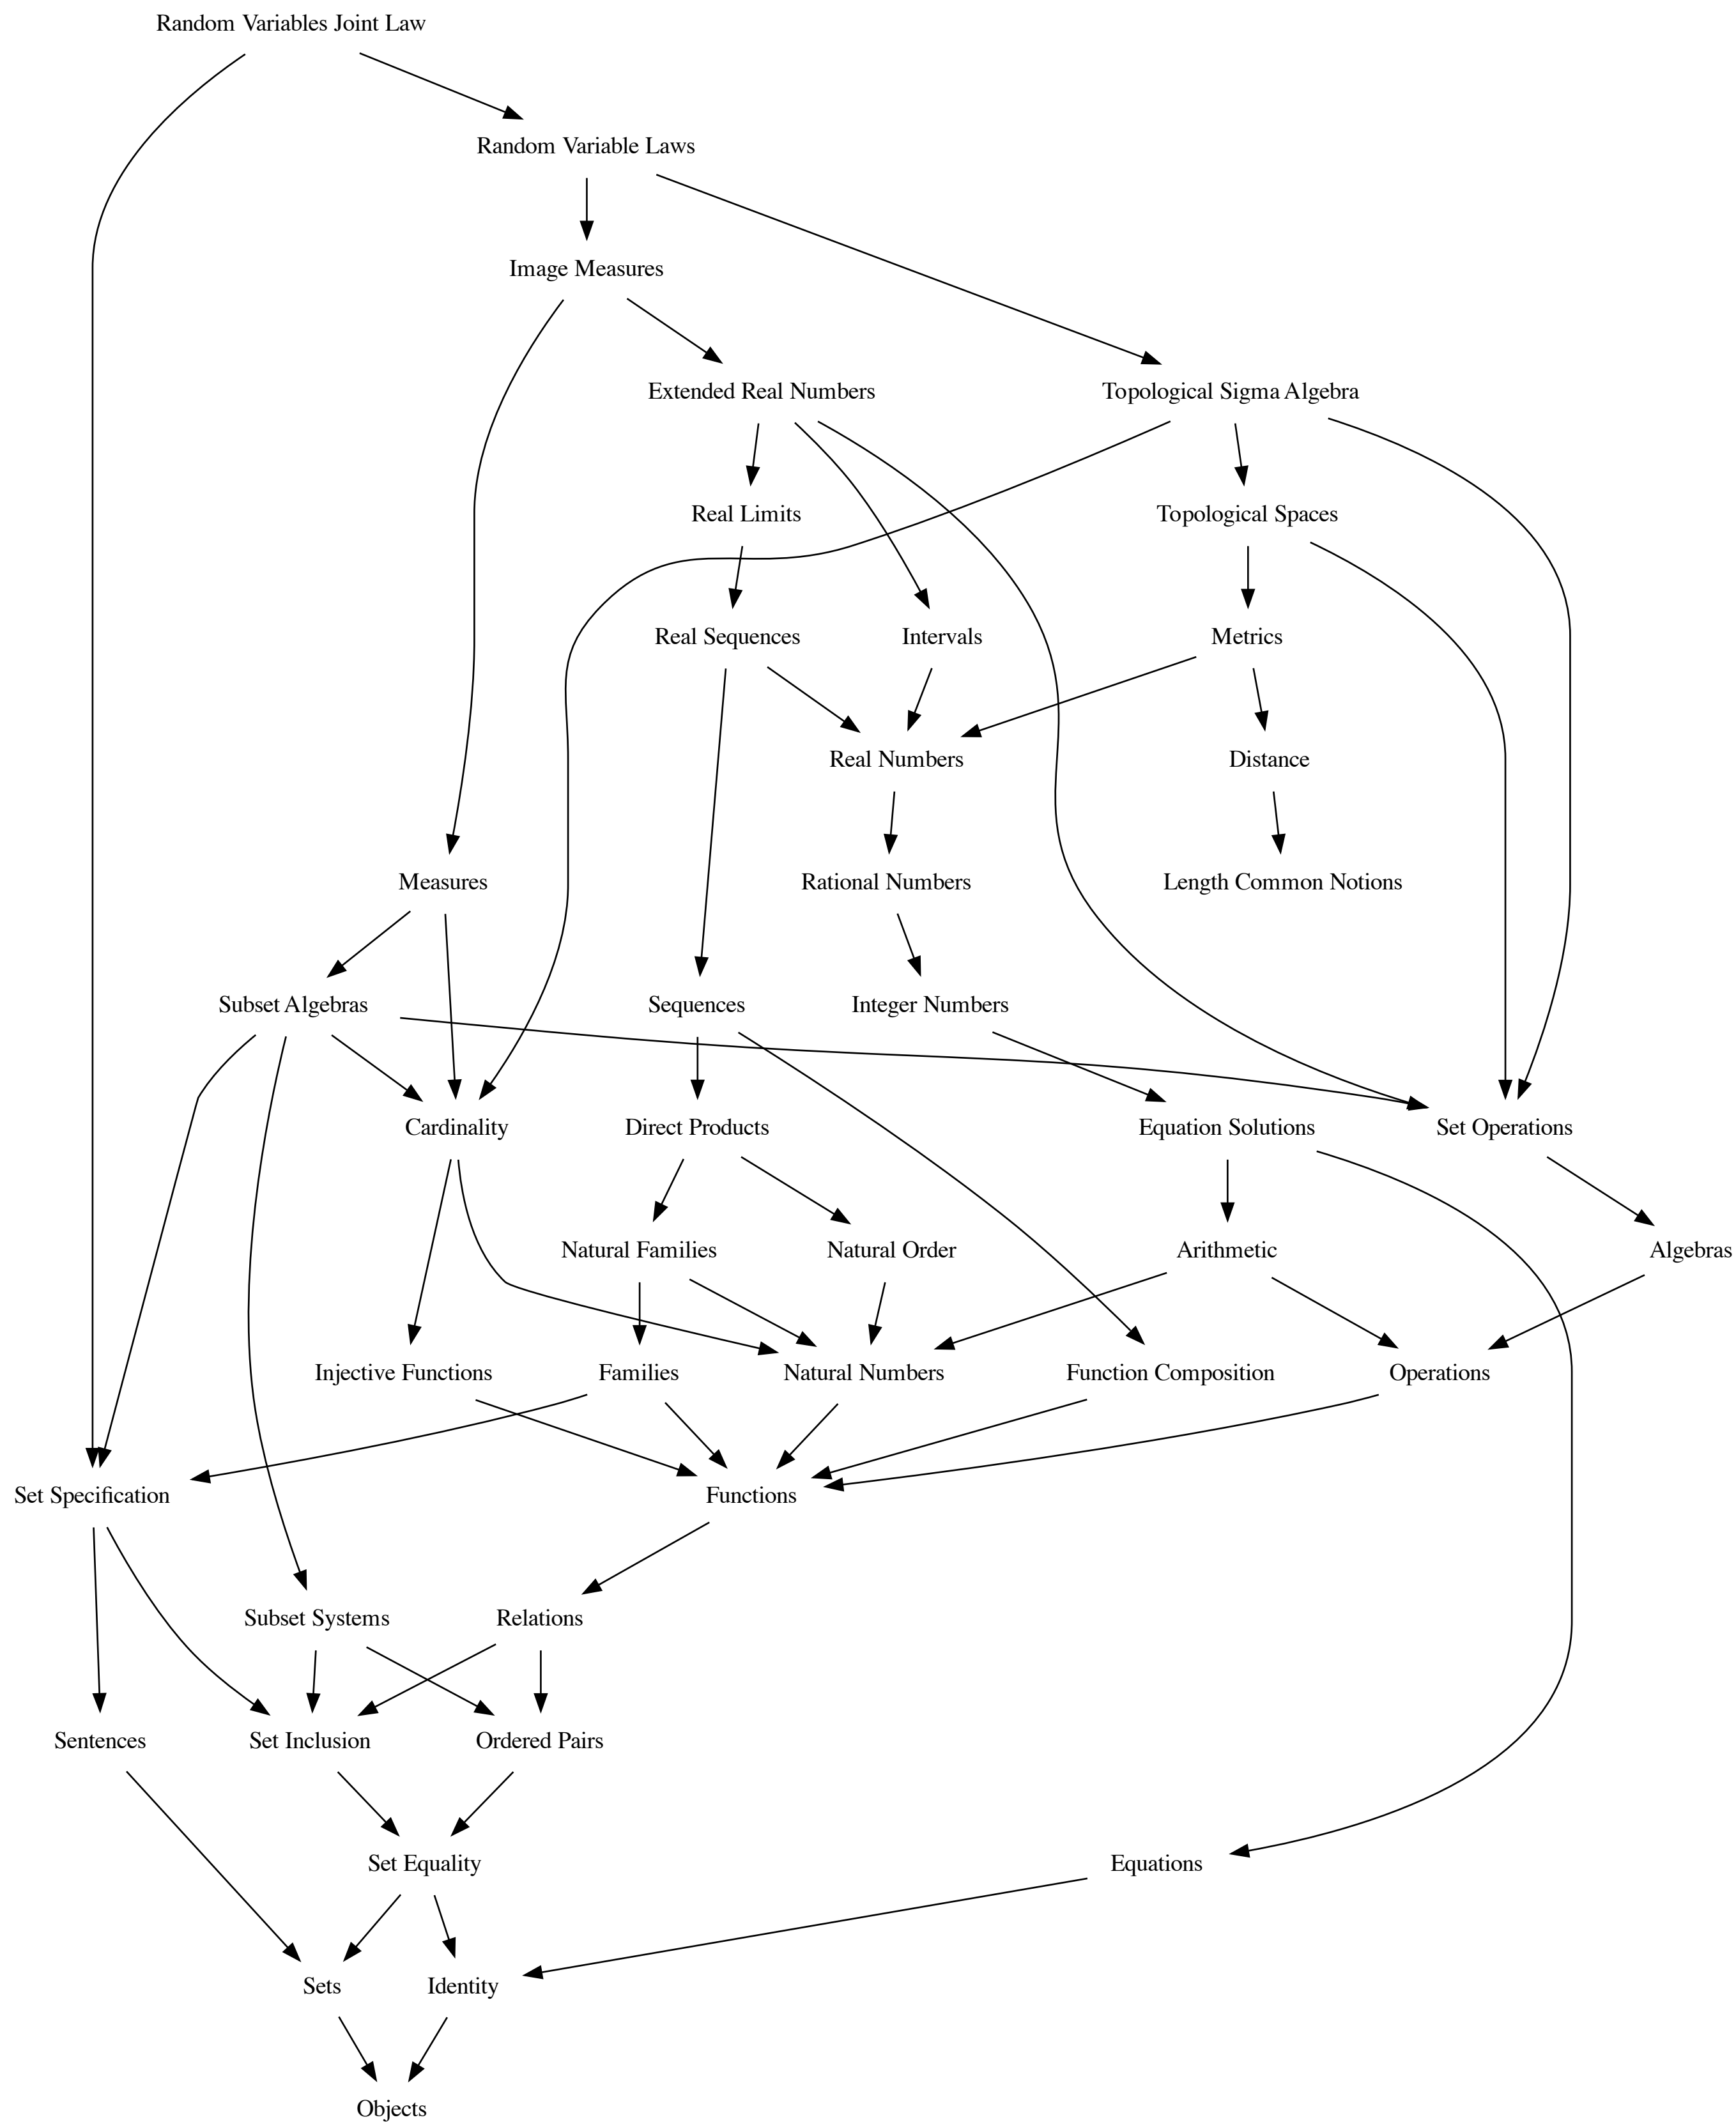 Random Variables Joint Law
Random Variable Laws
Image Measures
Extended Real Numbers
Topological Sigma Algebra
Real Limits
Topological Spaces
Real Sequences
Intervals
Metrics
Real Numbers
Distance
Measures
Rational Numbers
Length Common Notions
Subset Algebras
Sequences
Integer Numbers
Cardinality
Direct Products
Equation Solutions
Set Operations
Natural Families
Natural Order
Arithmetic
Algebras
Injective Functions
Families
Natural Numbers
Function Composition
Operations
Set Specification
Functions
Subset Systems
Relations
Sentences
Set Inclusion
Ordered Pairs
Set Equality
Equations
Sets
Identity
Objects